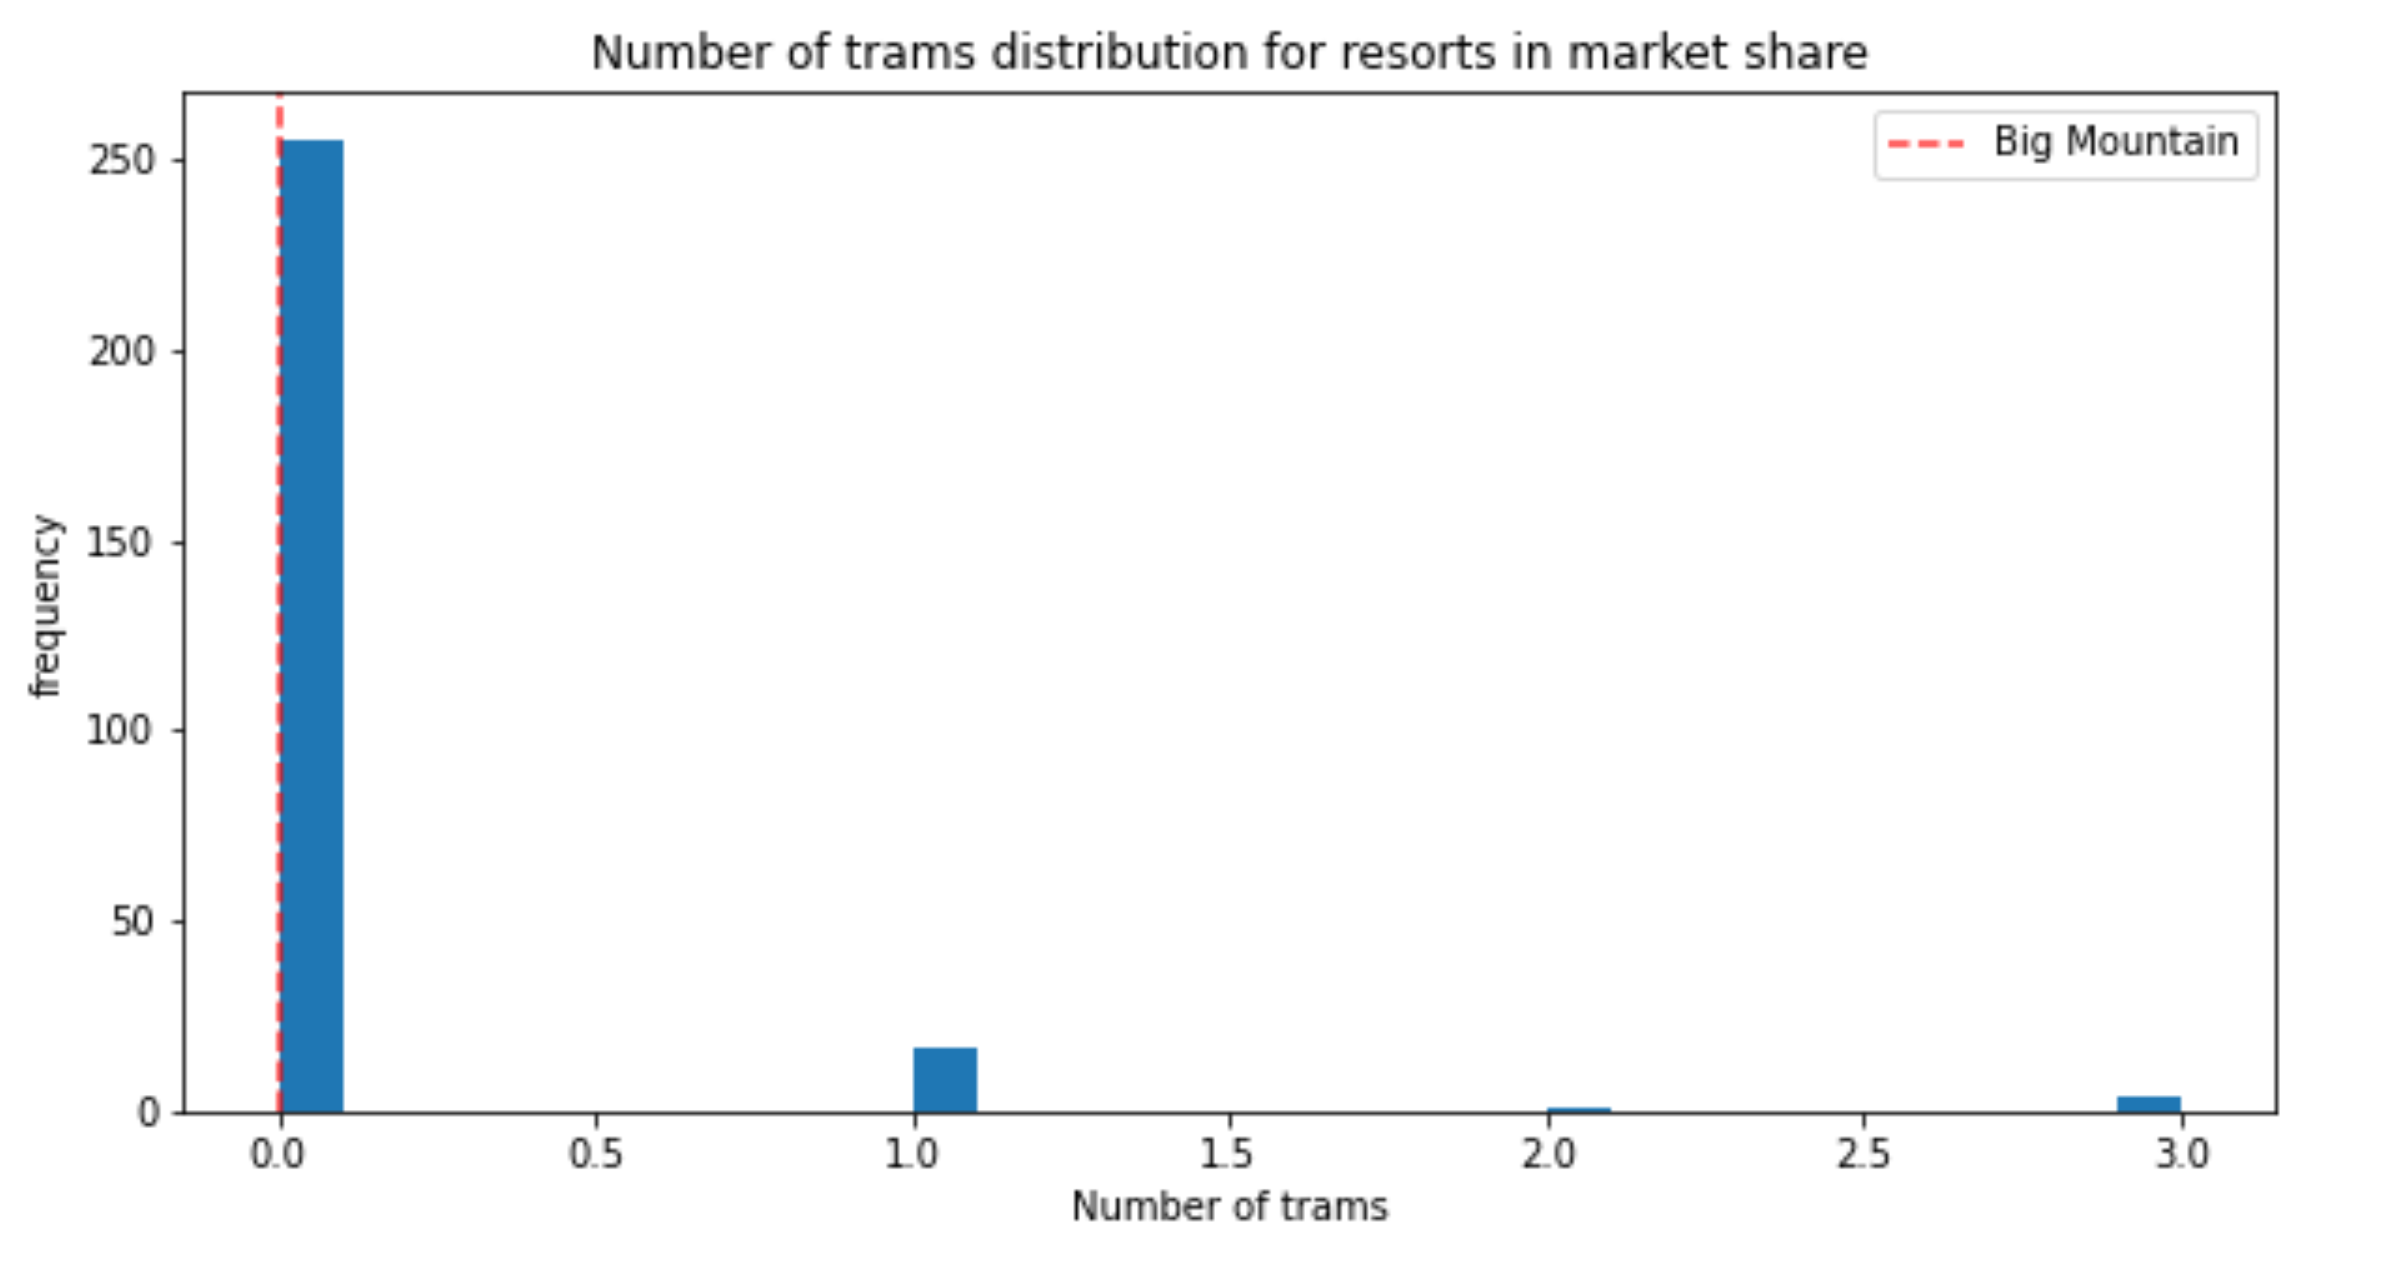 Number of trams distribution for resorts in market share
Big Mountain
250
200
150
100
50
0
frequency
0.0 0.5 1.0 1.5 2.0 2.5 3.0
Number of trams